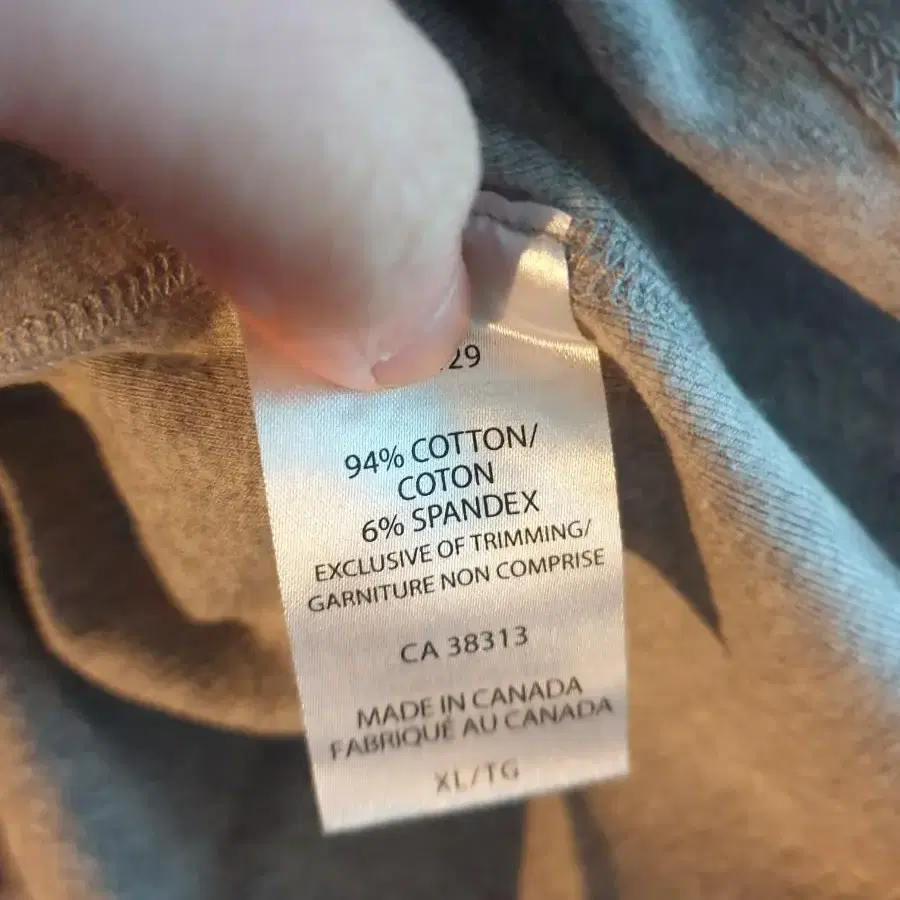 29
94% COTTON/
COTON
6% SPANDEX
EXCLUSIVE OF TRIMMING/
GARNITURE NON COMPRISE
CA 38313
MADE IN CANADA
FABRIQUÉ AU CANADA
XL/TG